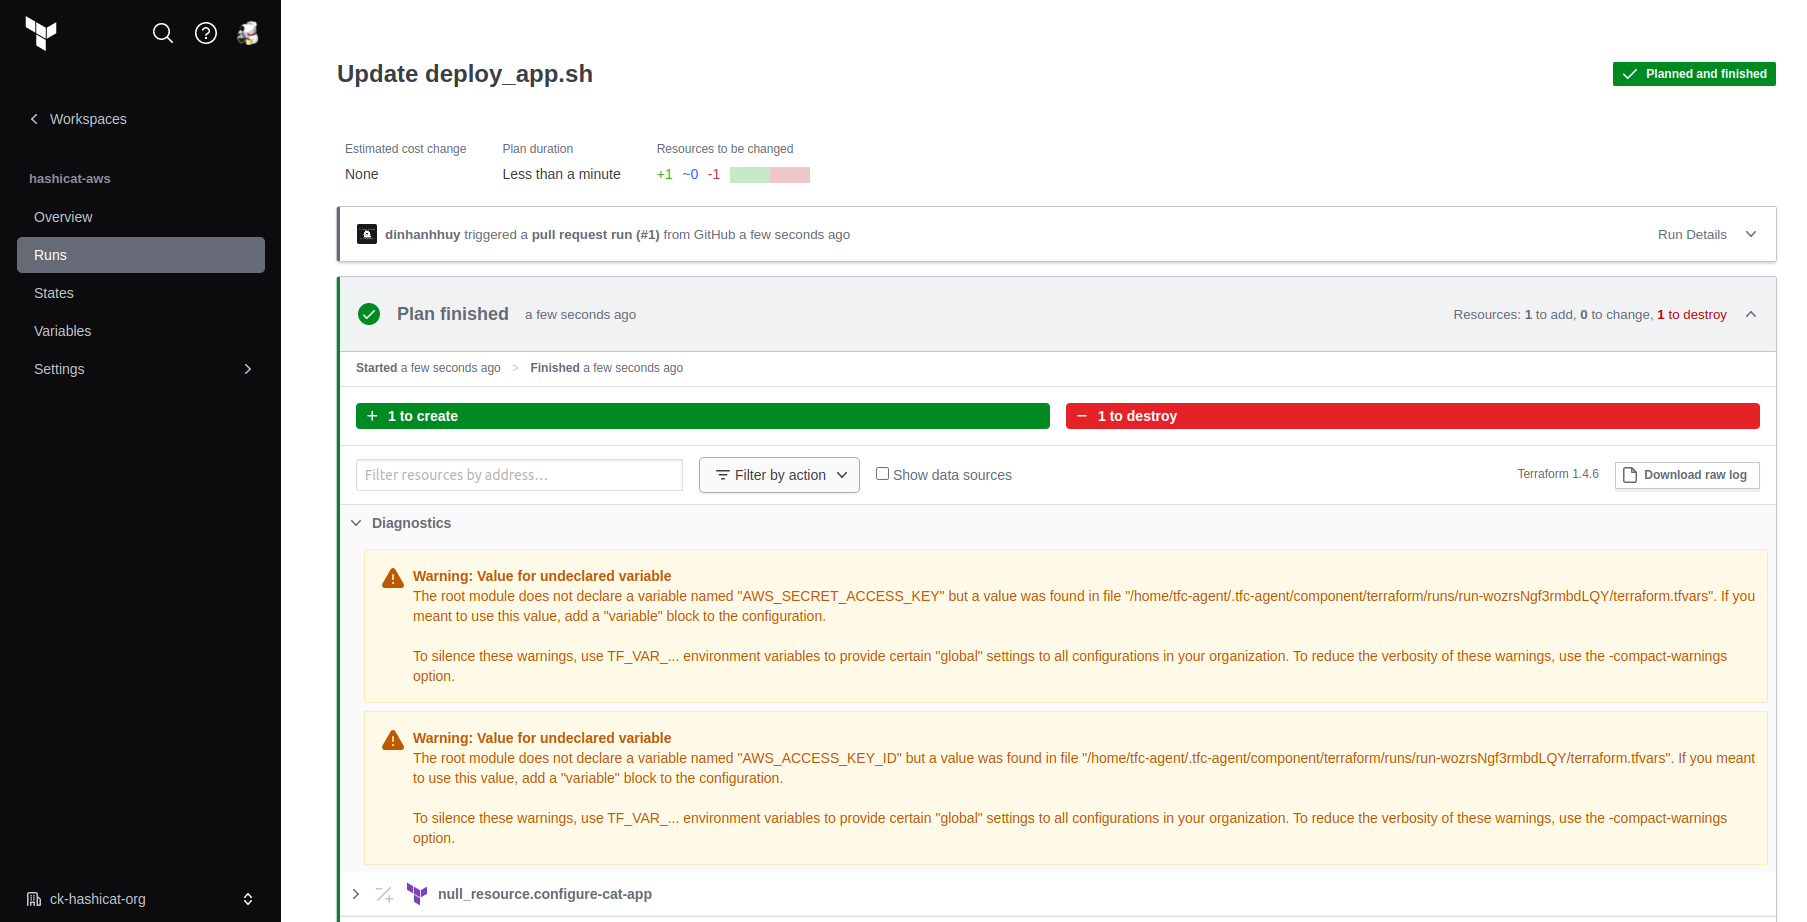 Workspaces
hashicat-aws
Overview
Runs
States
Variables
Settings
ck-hashicat-org
Update deploy_app.sh
Planned and finished
Estimated cost change
Plan duration
Resources to be changed
None
Less than a minute
+1 ~0 -1
dinhanhhuy triggered a pull request run (#1) from GitHub a few seconds ago
Run Details
Plan finished a few seconds ago
Resources: 1 to add, 0 to change, 1 to destroy
Started a few seconds ago > Finished a few seconds ago
+ 1 to create
− 1 to destroy
Filter resources by address...
Filter by action
Show data sources
Terraform 1.4.6
Download raw log
Diagnostics
Warning: Value for undeclared variable
The root module does not declare a variable named "AWS_SECRET_ACCESS_KEY" but a value was found in file "/home/tfc-agent/.tfc-agent/component/terraform/runs/run-wozrsNgf3rmbdLQY/terraform.tfvars". If you
meant to use this value, add a "variable" block to the configuration.
To silence these warnings, use TF_VAR_... environment variables to provide certain "global" settings to all configurations in your organization. To reduce the verbosity of these warnings, use the -compact-warnings
option.
Warning: Value for undeclared variable
The root module does not declare a variable named "AWS_ACCESS_KEY_ID" but a value was found in file "/home/tfc-agent/.tfc-agent/component/terraform/runs/run-wozrsNgf3rmbdLQY/terraform.tfvars". If you meant
to use this value, add a "variable" block to the configuration.
To silence these warnings, use TF_VAR_... environment variables to provide certain "global" settings to all configurations in your organization. To reduce the verbosity of these warnings, use the -compact-warnings
option.
null_resource.configure-cat-app